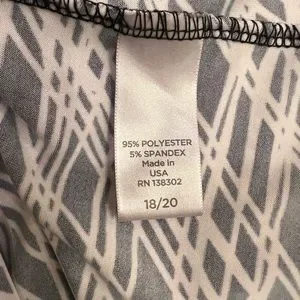 95% POLYESTER
5% SPANDEX
Made in
USA
RN 138302
18/20